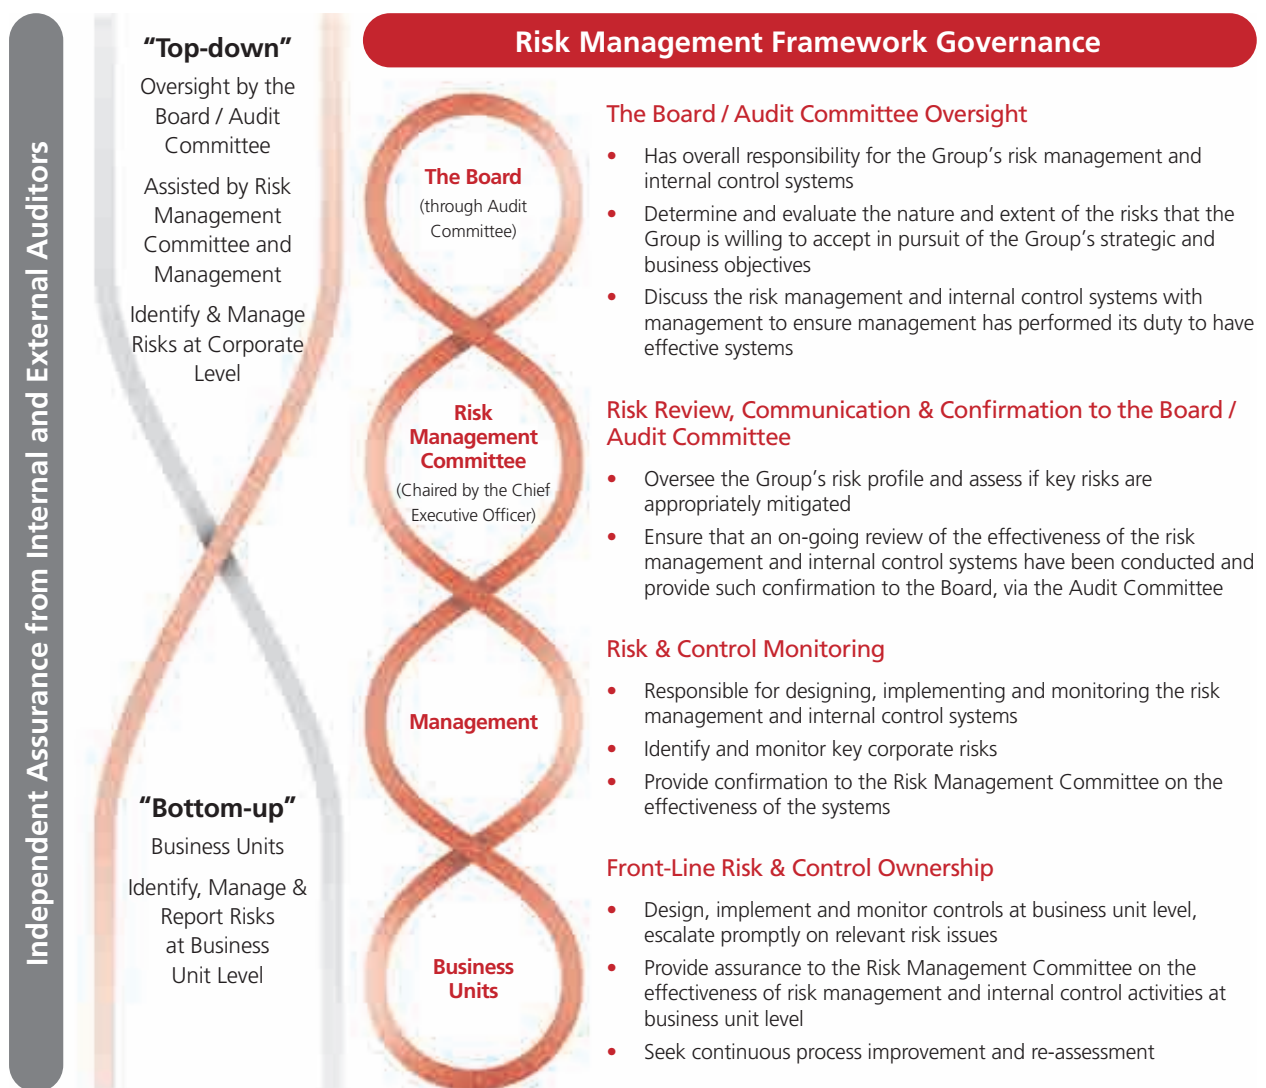 Independent Assurance from Internal and External Auditors
“Top-down”
Oversight by the
Board / Audit
Committee
Assisted by Risk
Management
Committee and
Management
Identify & Manage
Risks at Corporate
Level
“Bottom-up”
Business Units
Identify, Manage &
Report Risks
at Business
Unit Level
Risk Management Framework Governance
The Board
(through Audit
Committee)
The Board / Audit Committee Oversight
• Has overall responsibility for the Group’s risk management and
internal control systems
• Determine and evaluate the nature and extent of the risks that the
Group is willing to accept in pursuit of the Group’s strategic and
business objectives
• Discuss the risk management and internal control systems with
management to ensure management has performed its duty to have
effective systems
Risk
Management
Committee
(Chaired by the Chief
Executive Officer)
Risk Review, Communication & Confirmation to the Board /
Audit Committee
• Oversee the Group’s risk profile and assess if key risks are
appropriately mitigated
• Ensure that an on-going review of the effectiveness of the risk
management and internal control systems have been conducted and
provide such confirmation to the Board, via the Audit Committee
Management
Risk & Control Monitoring
• Responsible for designing, implementing and monitoring the risk
management and internal control systems
• Identify and monitor key corporate risks
• Provide confirmation to the Risk Management Committee on the
effectiveness of the systems
Business
Units
Front-Line Risk & Control Ownership
• Design, implement and monitor controls at business unit level,
escalate promptly on relevant risk issues
• Provide assurance to the Risk Management Committee on the
effectiveness of risk management and internal control activities at
business unit level
• Seek continuous process improvement and re-assessment